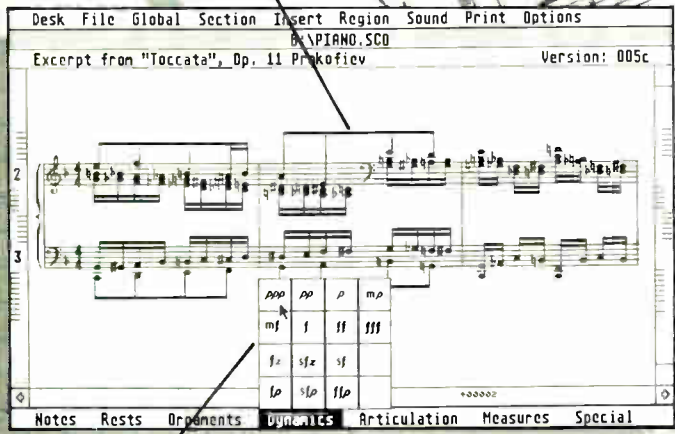 Desk File Global Section Insert Region Sound Print Options
\PIANO.SCO
Excerpt from "Toccata", Op. 11 Prokofiev Version: 005c
2
3
ppp pp p mp
mf f ff fff
fz sfz sf
fp sfp ffp
+00002
Notes Rests Ornaments Dynamics Articulation Measures Special